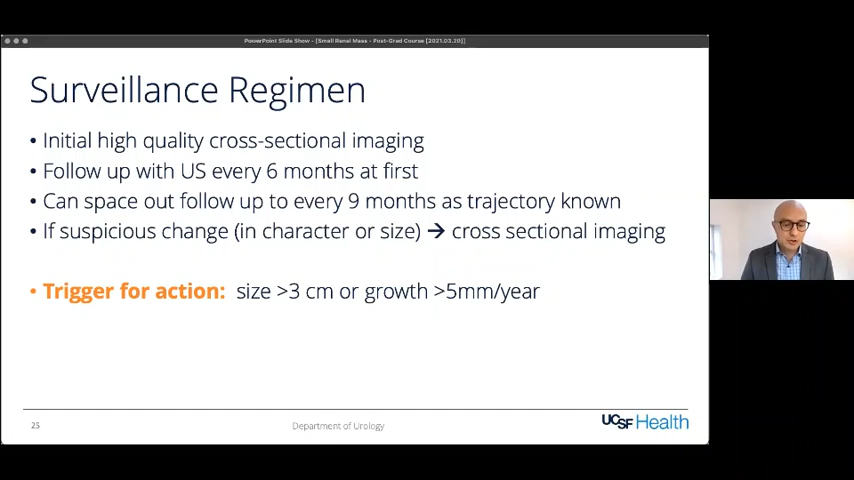 PowerPoint Slide Show - [Small Renal Mass - Post-Grad Course [2021.03.20]]
Surveillance Regimen
• Initial high quality cross-sectional imaging
• Follow up with US every 6 months at first
• Can space out follow up to every 9 months as trajectory known
• If suspicious change (in character or size) → cross sectional imaging
• Trigger for action: size >3 cm or growth >5mm/year
25
Department of Urology
UCSF Health